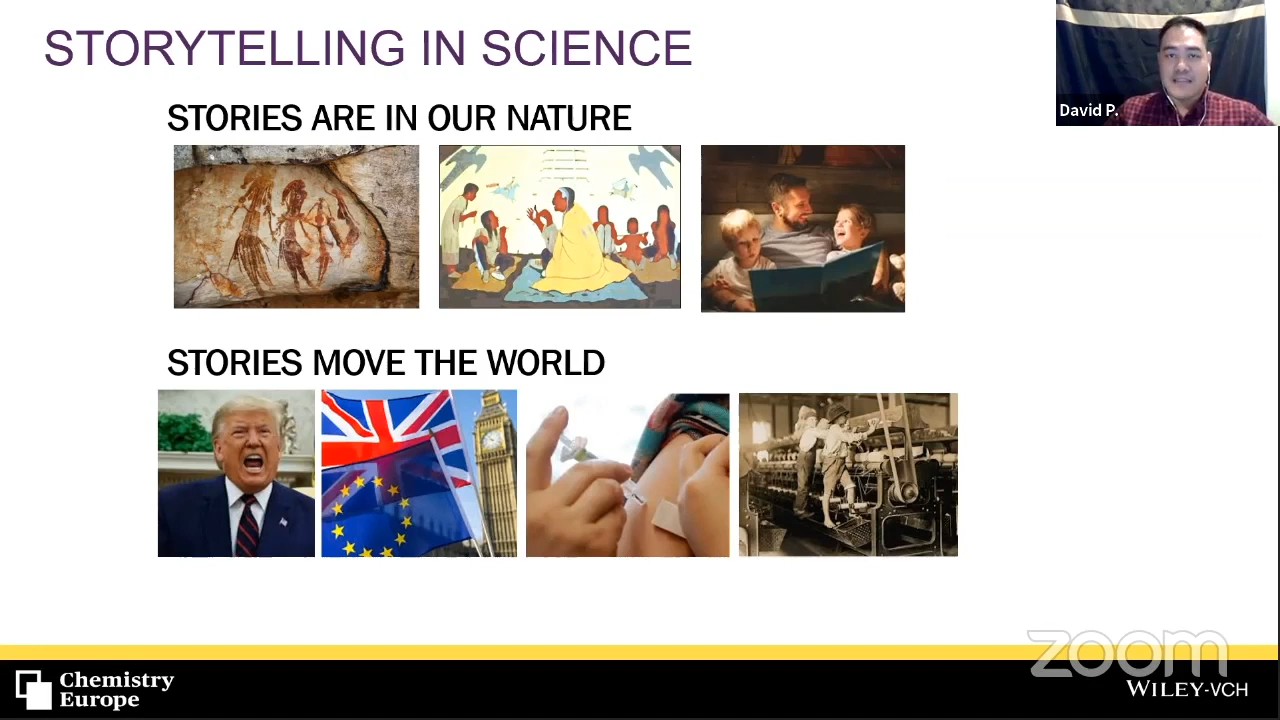 STORYTELLING IN SCIENCE
David P.
STORIES ARE IN OUR NATURE
STORIES MOVE THE WORLD
zoom
Chemistry
Europe
WILEY-VCH